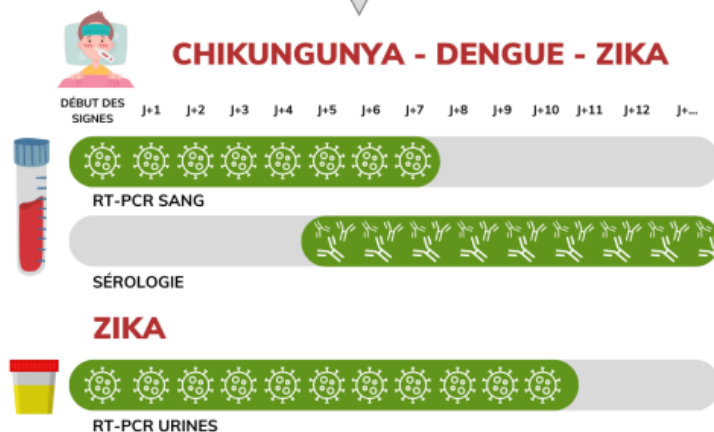 CHIKUNGUNYA - DENGUE - ZIKA
DÉBUT DES
SIGNES
J+1 J+2 J+3 J+4 J+5 J+6 J+7 J+8 J+9 J+10 J+11 J+12 J+...
RT-PCR SANG
SÉROLOGIE
ZIKA
RT-PCR URINES